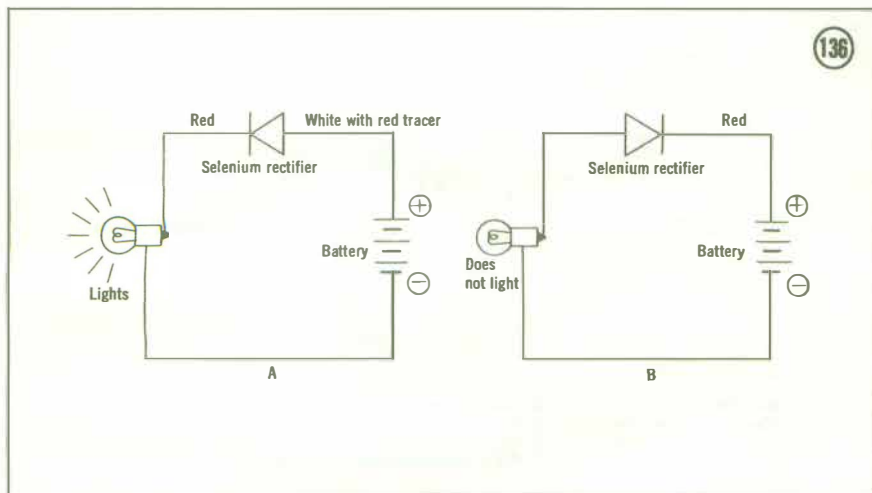 136
Red
White with red tracer
Selenium rectifier
+
Battery
−
Lights
A
Red
Selenium rectifier
+
Battery
−
Does
not light
B